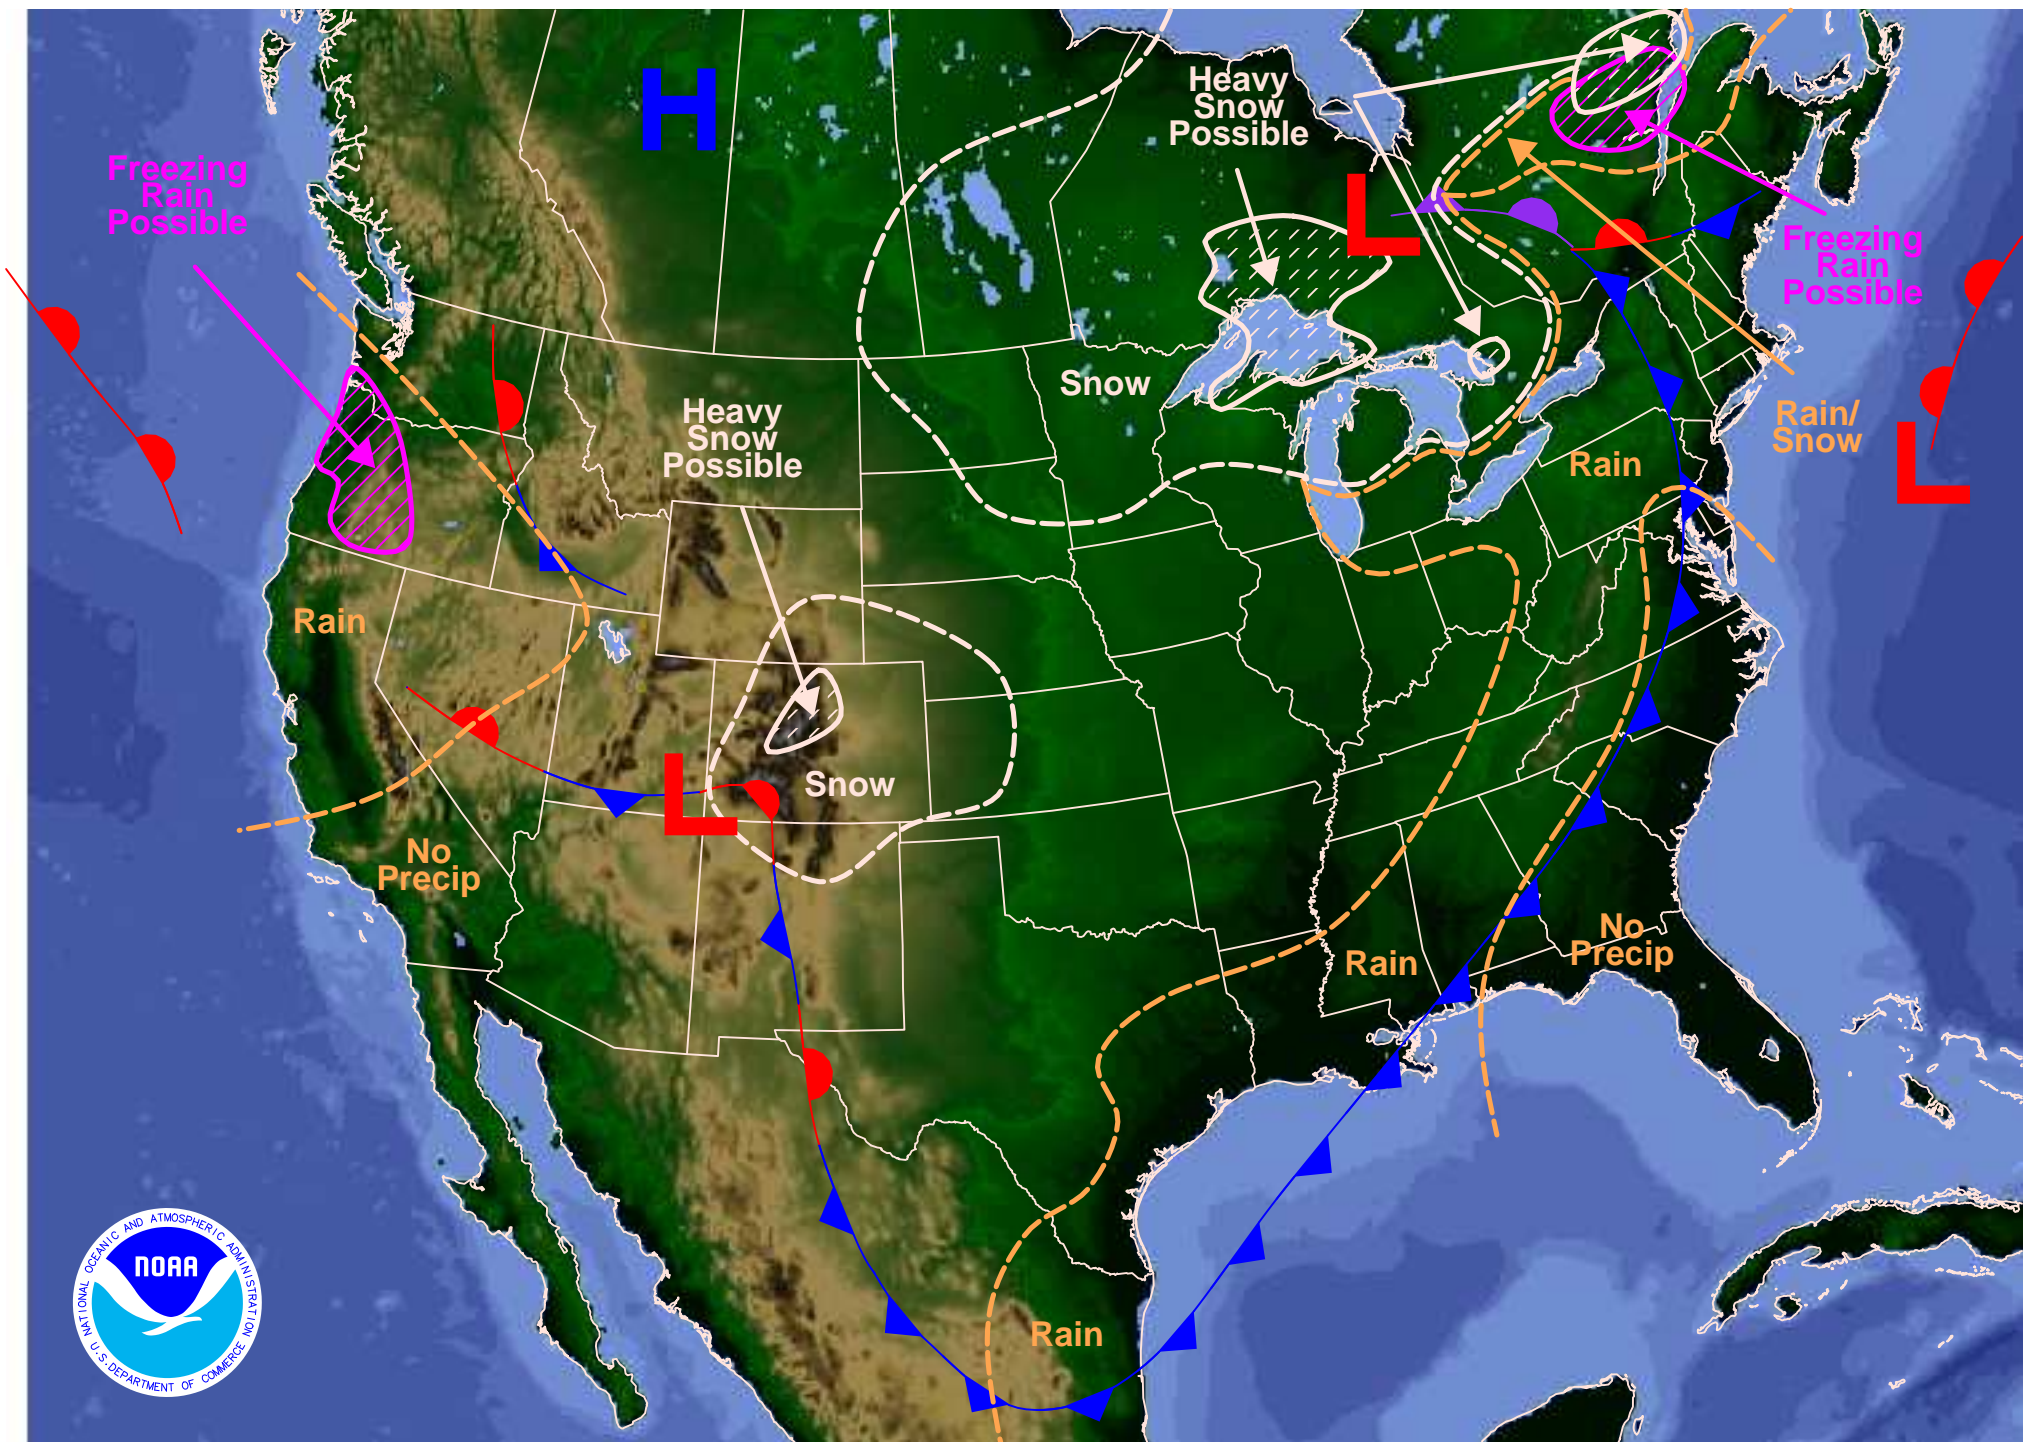 H
Heavy
Snow
Possible
Freezing
Rain
Possible
L
Freezing
Rain
Possible
Snow
Heavy
Snow
Possible
Rain/
Snow
Rain
L
Rain
L
Snow
No
Precip
Rain
No
Precip
Rain
NATIONAL OCEANIC AND ATMOSPHERIC ADMINISTRATION
NOAA
U.S. DEPARTMENT OF COMMERCE